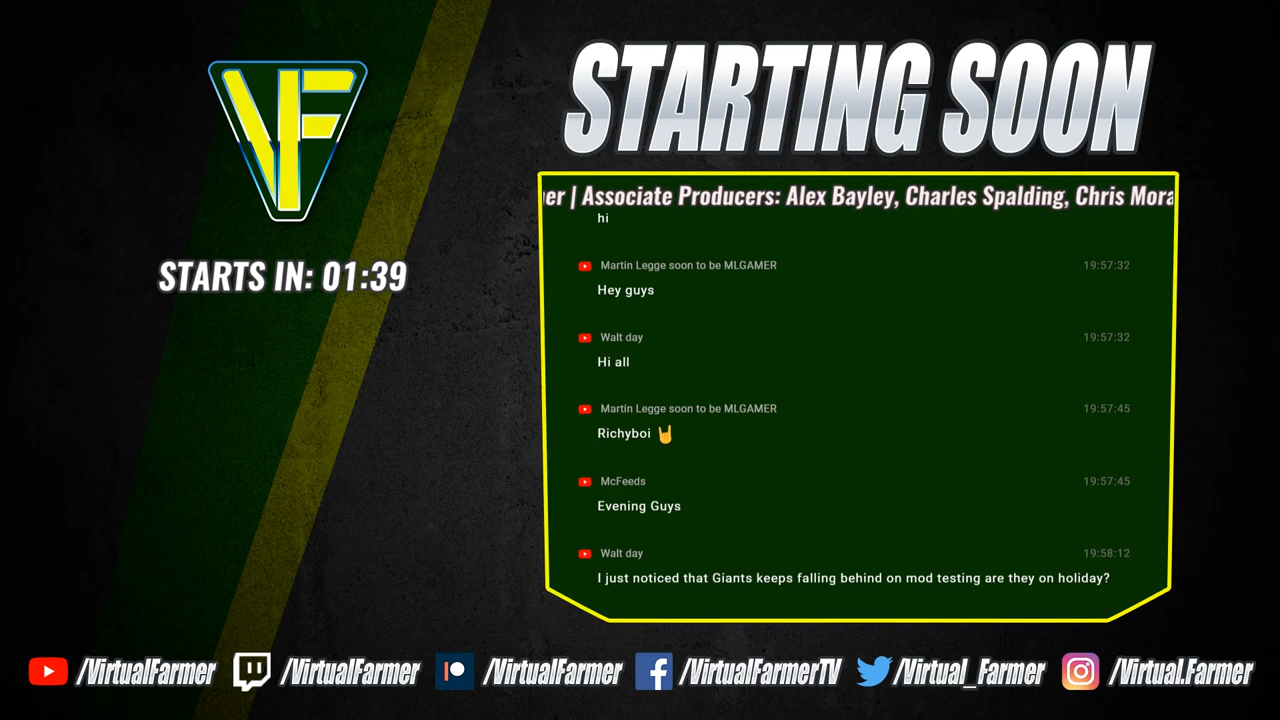 VF
STARTS IN: 01:39
STARTING SOON
er | Associate Producers: Alex Bayley, Charles Spalding, Chris Mora
hi
Martin Legge soon to be MLGAMER 19:57:32
Hey guys
Walt day 19:57:32
Hi all
Martin Legge soon to be MLGAMER 19:57:45
Richyboi 🤘
McFeeds 19:57:45
Evening Guys
Walt day 19:58:12
I just noticed that Giants keeps falling behind on mod testing are they on holiday?
/VirtualFarmer /VirtualFarmer /VirtualFarmer /VirtualFarmerTV /Virtual_Farmer /Virtual.Farmer